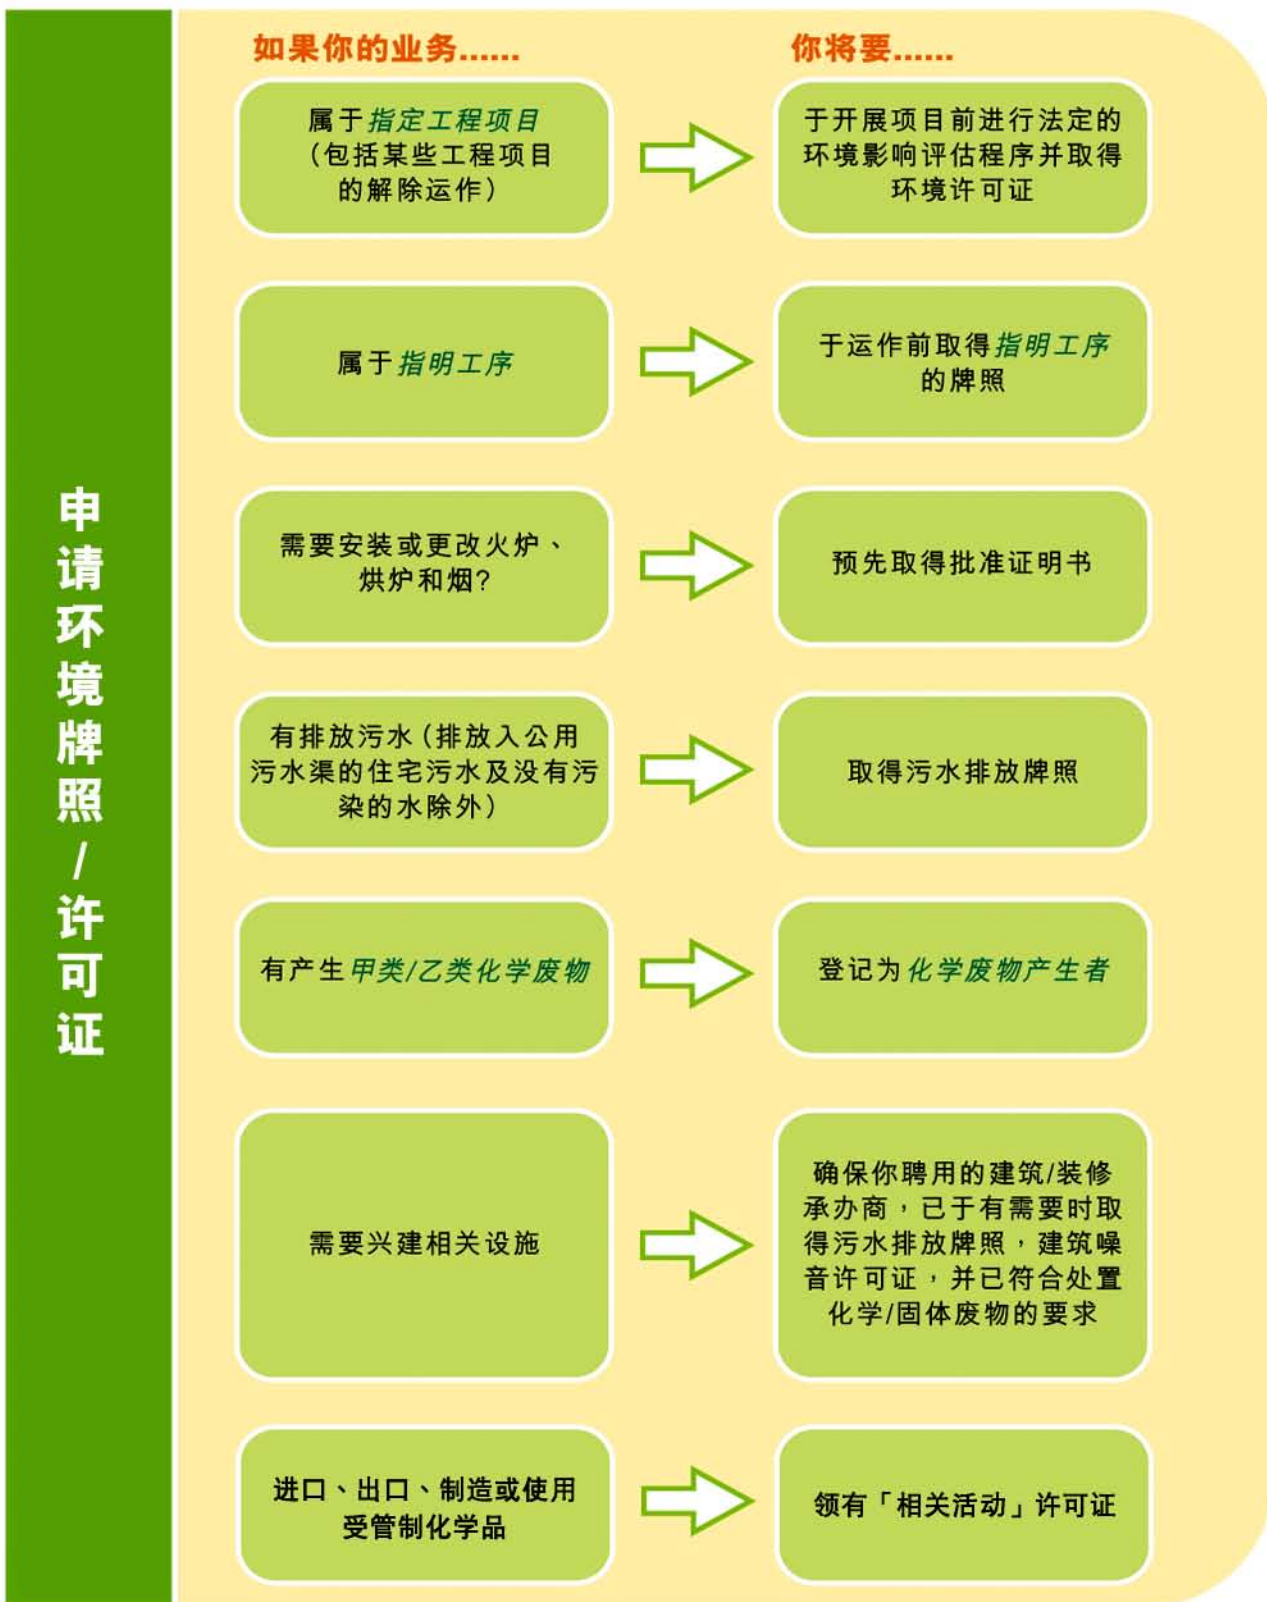 申请环境牌照/许可证
如果你的业务......
你将要......
属于指定工程项目
（包括某些工程项目
的解除运作）
于开展项目前进行法定的
环境影响评估程序并取得
环境许可证
属于指明工序
于运作前取得指明工序
的牌照
需要安装或更改火炉、
烘炉和烟?
预先取得批准证明书
有排放污水（排放入公用
污水渠的住宅污水及没有污
染的水除外）
取得污水排放牌照
有产生甲类/乙类化学废物
登记为化学废物产生者
需要兴建相关设施
确保你聘用的建筑/装修
承办商，已于有需要时取
得污水排放牌照，建筑噪
音许可证，并已符合处置
化学/固体废物的要求
进口、出口、制造或使用
受管制化学品
领有「相关活动」许可证